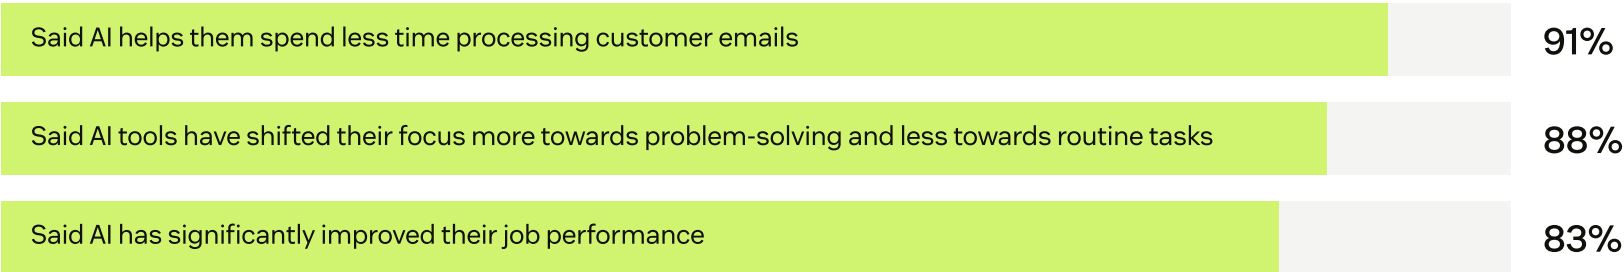 Said AI helps them spend less time processing customer emails 91%
Said AI tools have shifted their focus more towards problem-solving and less towards routine tasks 88%
Said AI has significantly improved their job performance 83%